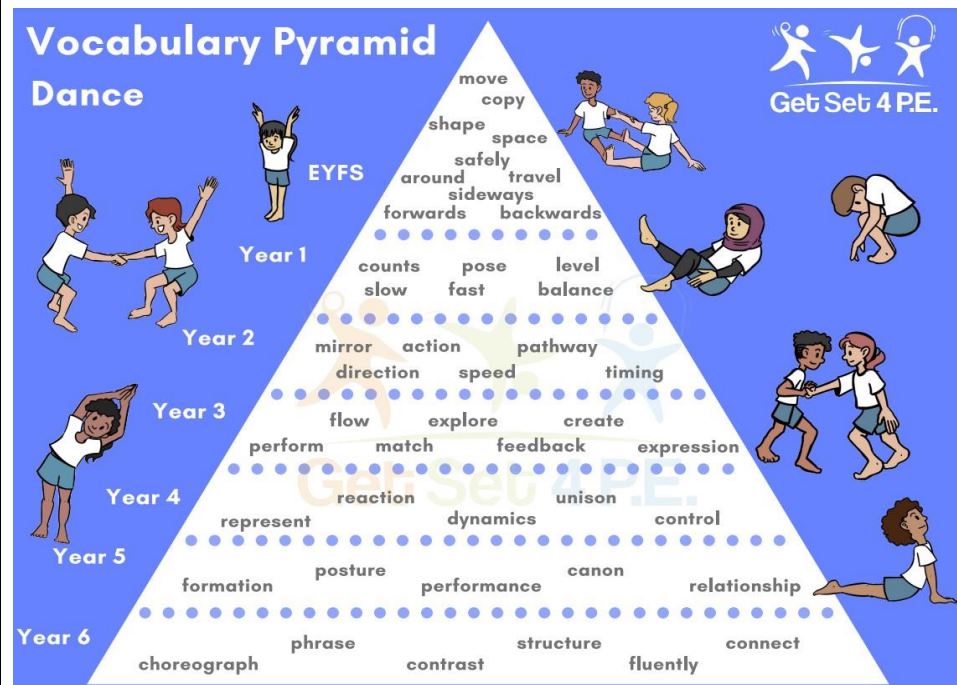 Vocabulary Pyramid
Dance
Get Set 4 P.E.
EYFS
move
copy
shape
space
safely
around travel
sideways
forwards backwards
Year 1
counts pose level
slow fast balance
Year 2
mirror action pathway
direction speed timing
Year 3
flow explore create
perform match feedback expression
Get Set 4 P.E.
Year 4
reaction unison
represent dynamics control
Year 5
posture canon
formation performance relationship
Year 6
phrase structure connect
choreograph contrast fluently